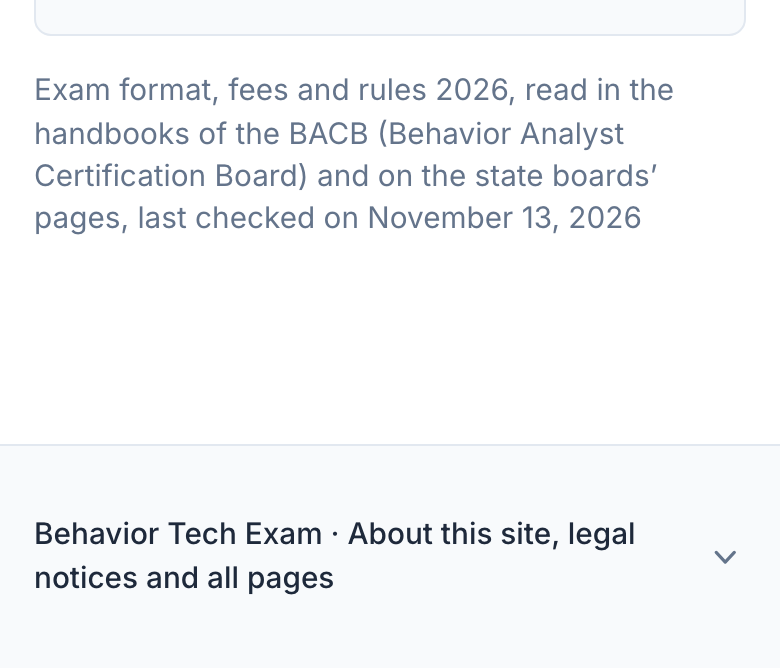 Exam format, fees and rules 2026, read in the
handbooks of the BACB (Behavior Analyst
Certification Board) and on the state boards’
pages, last checked on November 13, 2026
Behavior Tech Exam · About this site, legal
notices and all pages